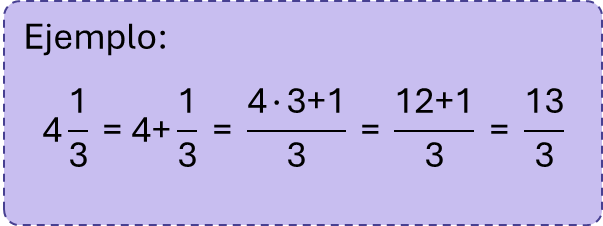 Ejemplo:
4 1/3 = 4+ 1/3 = 4·3+1/3 = 12+1/3 = 13/3